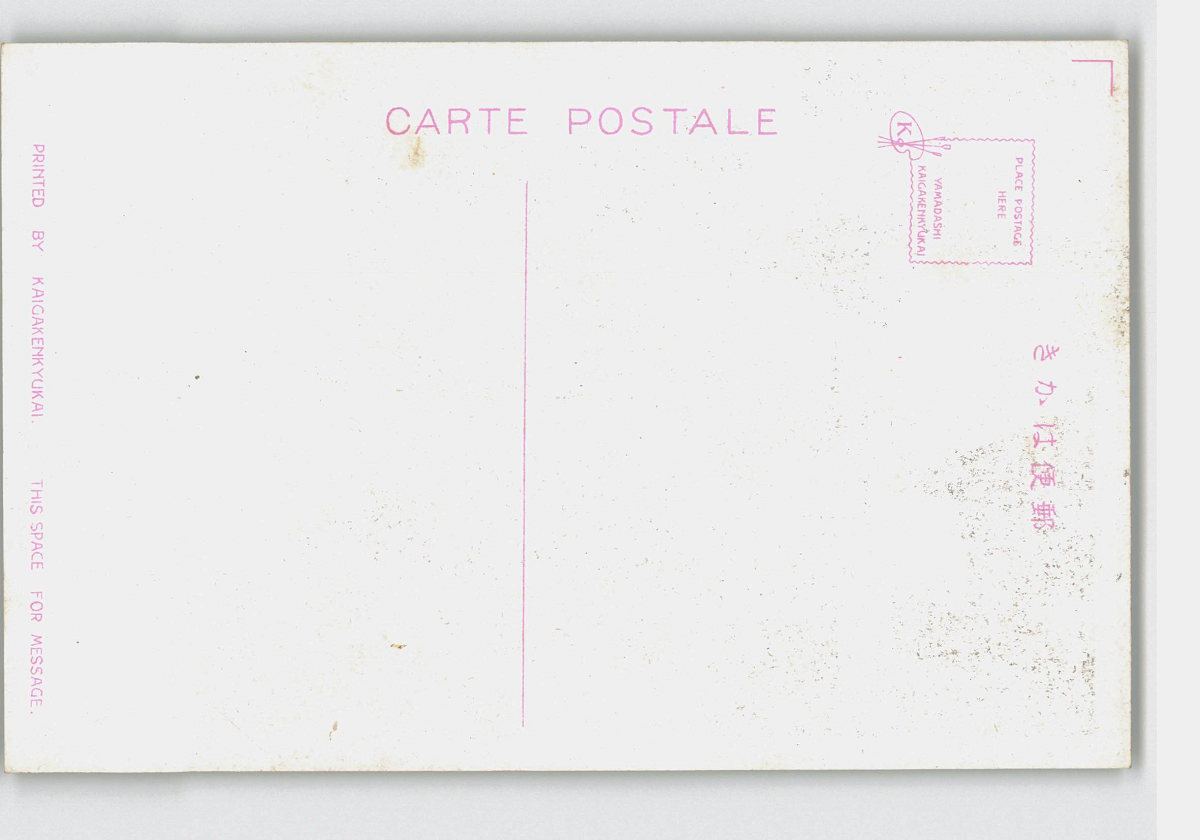 CARTE POSTALE
K
PLACE POSTAGE
HERE
YAMADASHI
KAIGAKENKYUKAI
きかは便郵
PRINTED BY KAIGAKENKYUKAI. THIS SPACE FOR MESSAGE.